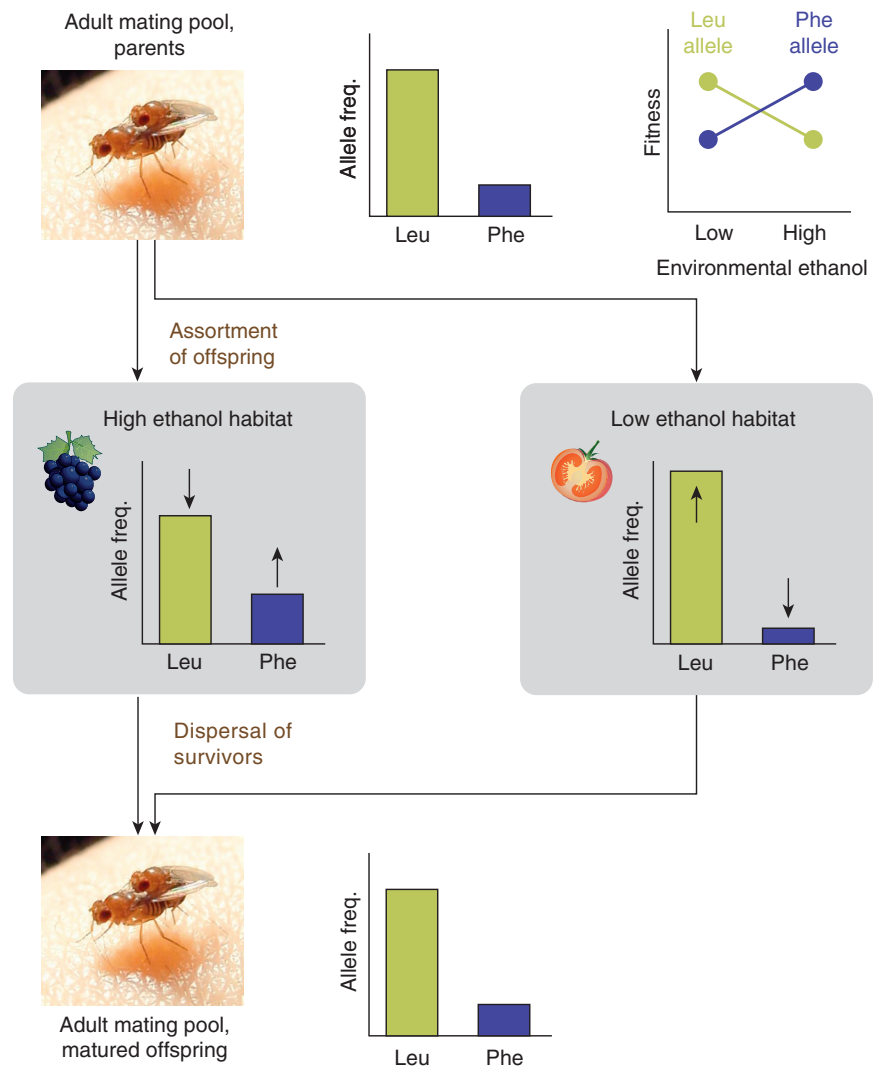 Adult mating pool,
parents
Allele freq.
Leu
Phe
Leu
allele
Phe
allele
Fitness
Low
High
Environmental ethanol
Assortment
of offspring
High ethanol habitat
Allele freq.
Leu
Phe
Low ethanol habitat
Allele freq.
Leu
Phe
Dispersal of
survivors
Adult mating pool,
matured offspring
Allele freq.
Leu
Phe